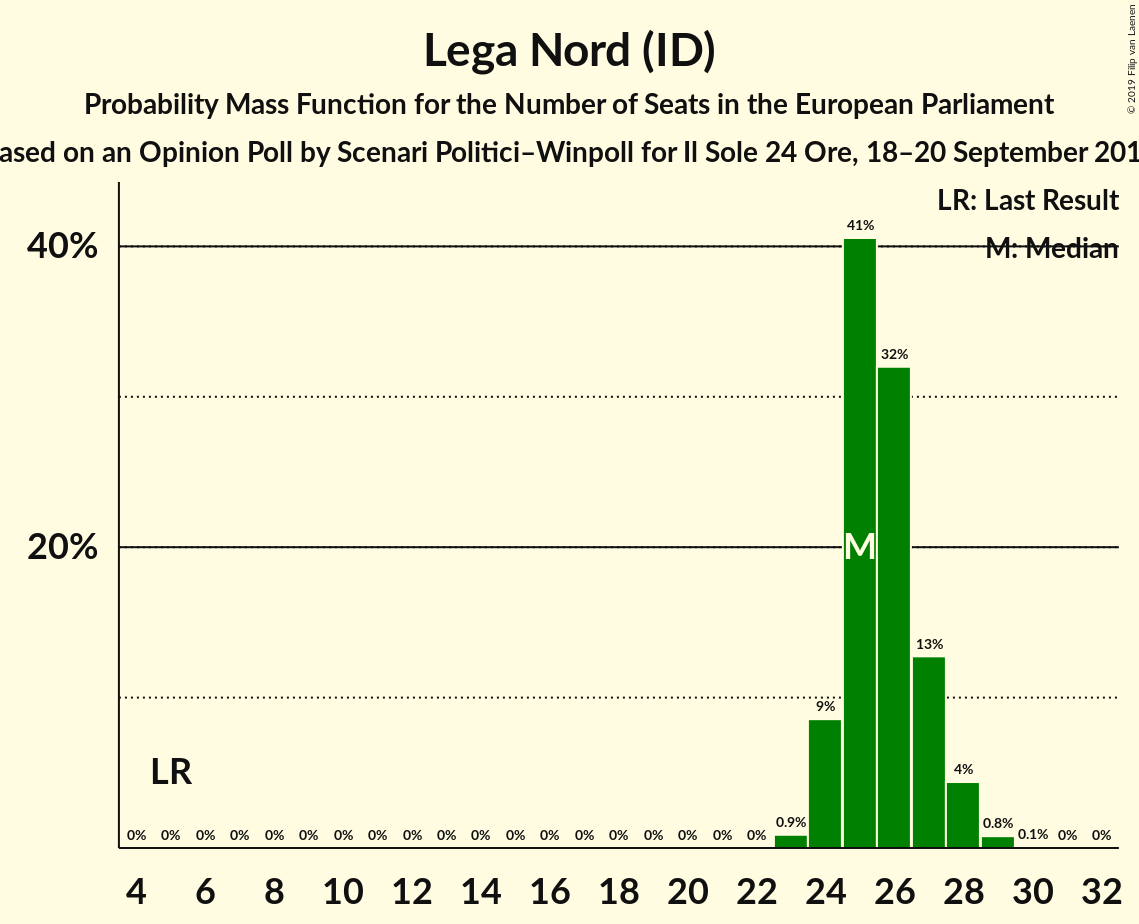 Lega Nord (ID)
Probability Mass Function for the Number of Seats in the European Parliament
ased on an Opinion Poll by Scenari Politici–Winpoll for Il Sole 24 Ore, 18–20 September 201
© 2019 Filip van Laenen
LR: Last Result
M: Median
40%
20%
41%
32%
13%
9%
4%
0.9%
0.8%
0.1%
M
LR
0% 0% 0% 0% 0% 0% 0% 0% 0% 0% 0% 0% 0% 0% 0% 0% 0% 0% 0% 0% 0%
4 6 8 10 12 14 16 18 20 22 24 26 28 30 32